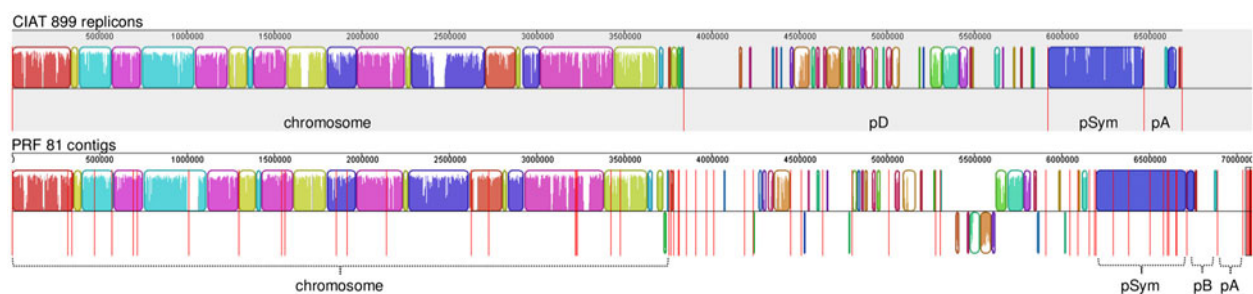 CIAT 899 replicons
500000 1000000 1500000 2000000 2500000 3000000 3500000 4000000 4500000 5000000 5500000 6000000 6500000
chromosome pD pSym pA
PRF 81 contigs
500000 1000000 1500000 2000000 2500000 3000000 3500000 4000000 4500000 5000000 5500000 6000000 6500000 7000000
chromosome pSym pB pA